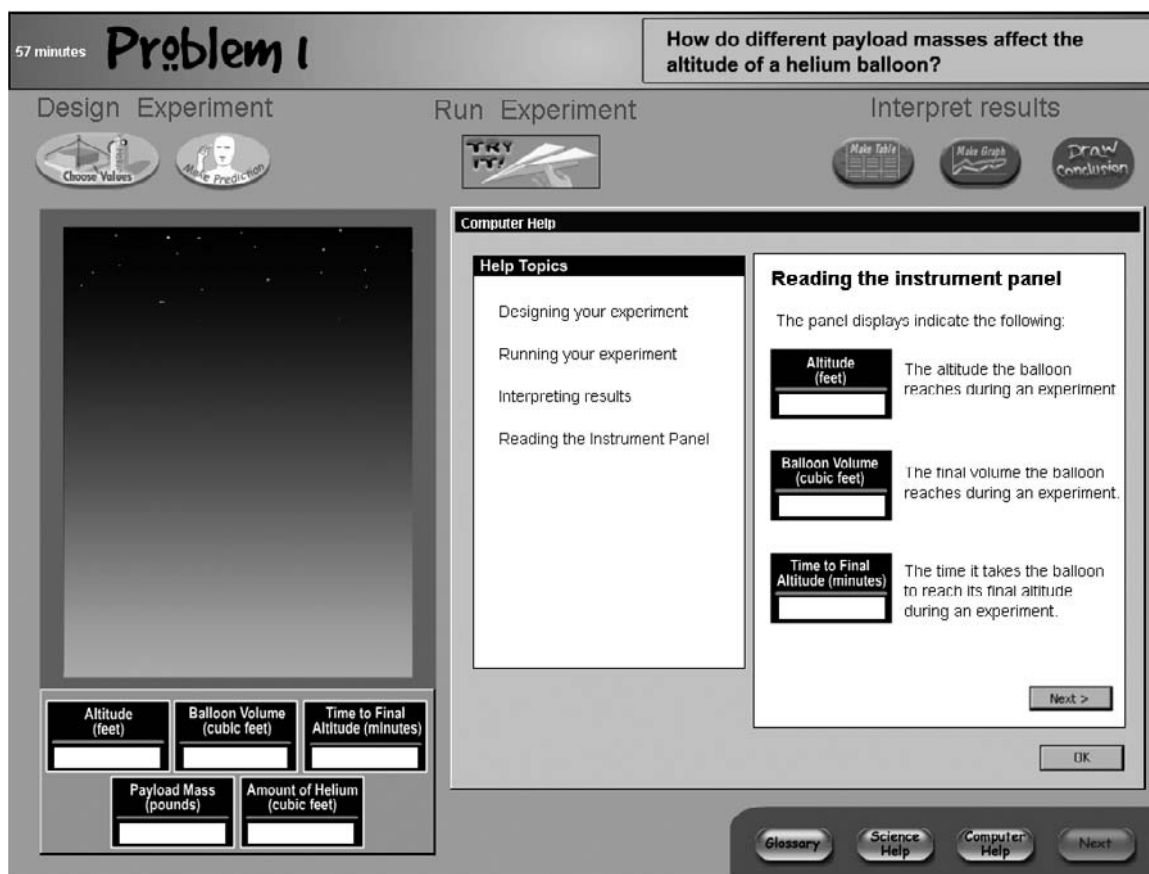 57 minutes
Problem 1
How do different payload masses affect the
altitude of a helium balloon?
Design Experiment
Run Experiment
Interpret results
Choose Values
Make Prediction
TRY
IT!
Make Table
Make Graph
Draw
Conclusion
Computer Help
Help Topics
Designing your experiment
Running your experiment
Interpreting results
Reading the Instrument Panel
Reading the instrument panel
The panel displays indicate the following:
Altitude
(feet)
The altitude the balloon
reaches during an experiment
Balloon Volume
(cubic feet)
The final volume the balloon
reaches during an experiment.
Time to Final
Altitude (minutes)
The time it takes the balloon
to reach its final altitude
during an experiment.
Next >
OK
Altitude
(feet)
Balloon Volume
(cubic feet)
Time to Final
Altitude (minutes)
Payload Mass
(pounds)
Amount of Helium
(cubic feet)
Glossary
Science
Help
Computer
Help
Next